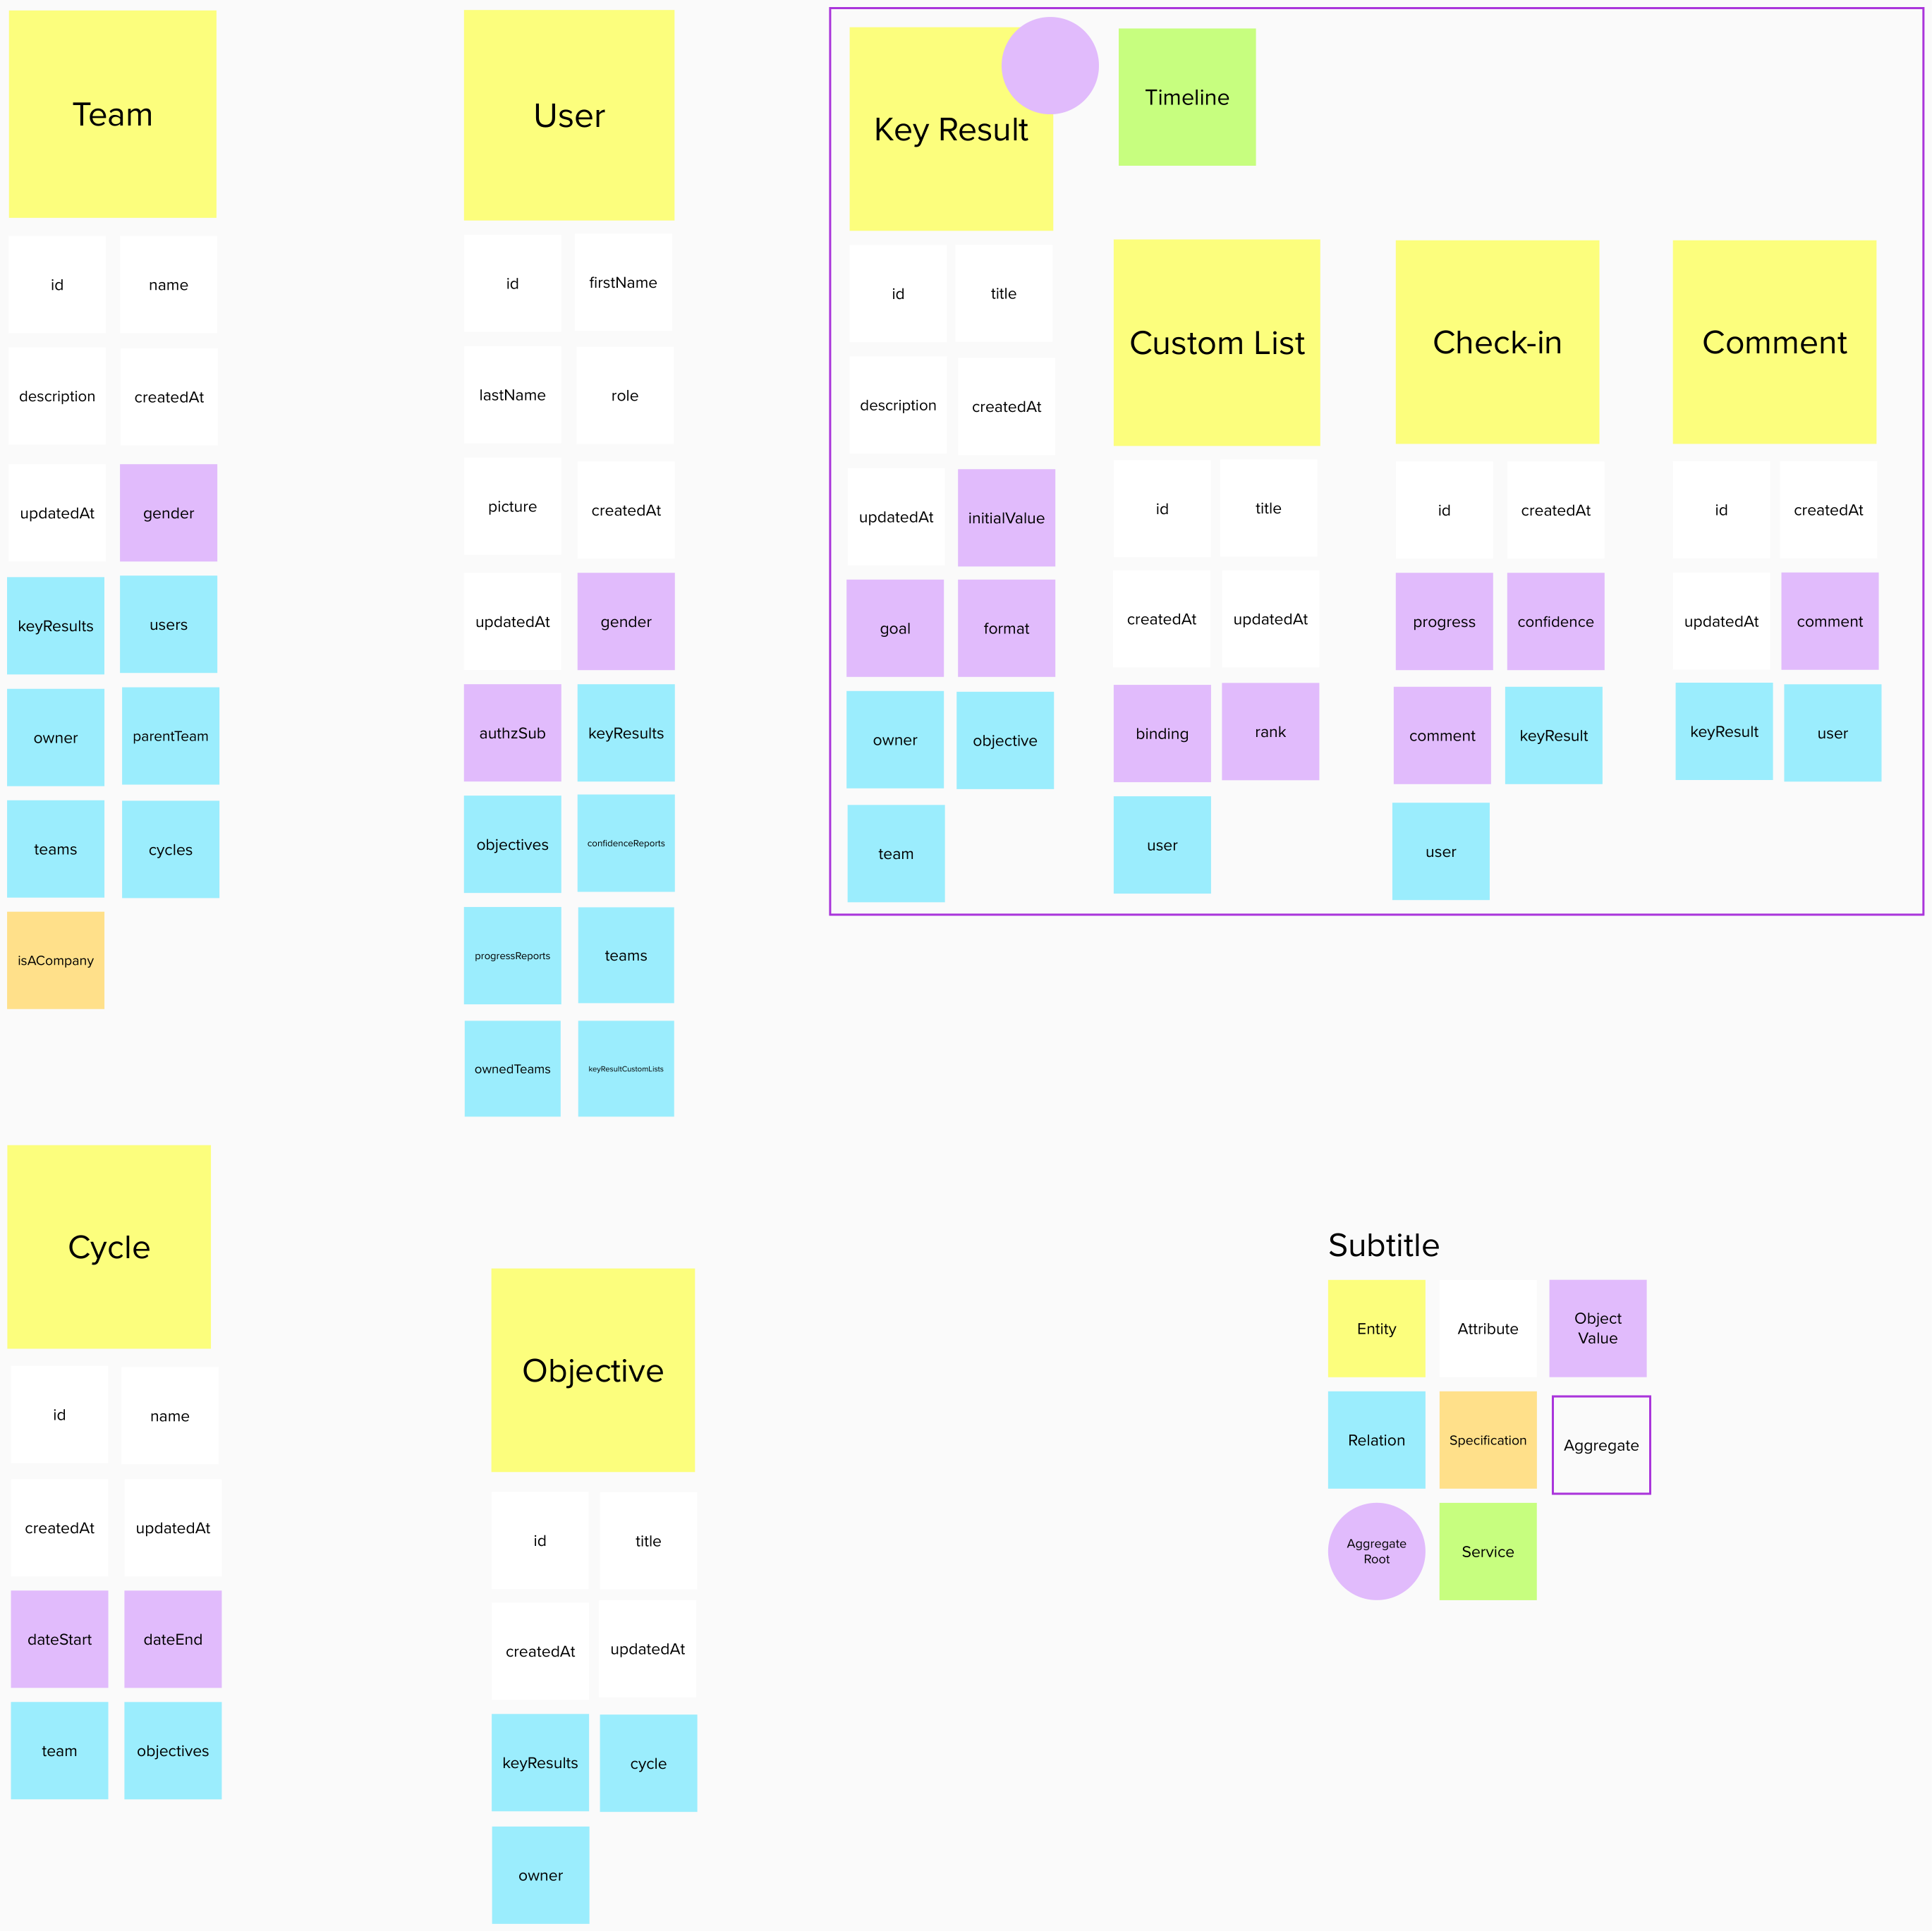 Team
id
name
description
createdAt
updatedAt
gender
keyResults
users
owner
parentTeam
teams
cycles
isACompany
User
id
firstName
lastName
role
picture
createdAt
updatedAt
gender
authzSub
keyResults
objectives
confidenceReports
progressReports
teams
ownedTeams
keyResultCustomLists
Key Result
Timeline
id
title
description
createdAt
updatedAt
initialValue
goal
format
owner
objective
team
Custom List
id
title
createdAt
updatedAt
binding
rank
user
Check-in
id
createdAt
progress
confidence
comment
keyResult
user
Comment
id
createdAt
updatedAt
comment
keyResult
user
Cycle
id
name
createdAt
updatedAt
dateStart
dateEnd
team
objectives
Objective
id
title
createdAt
updatedAt
keyResults
cycle
owner
Subtitle
Entity
Attribute
Object
Value
Relation
Specification
Aggregate
Aggregate
Root
Service